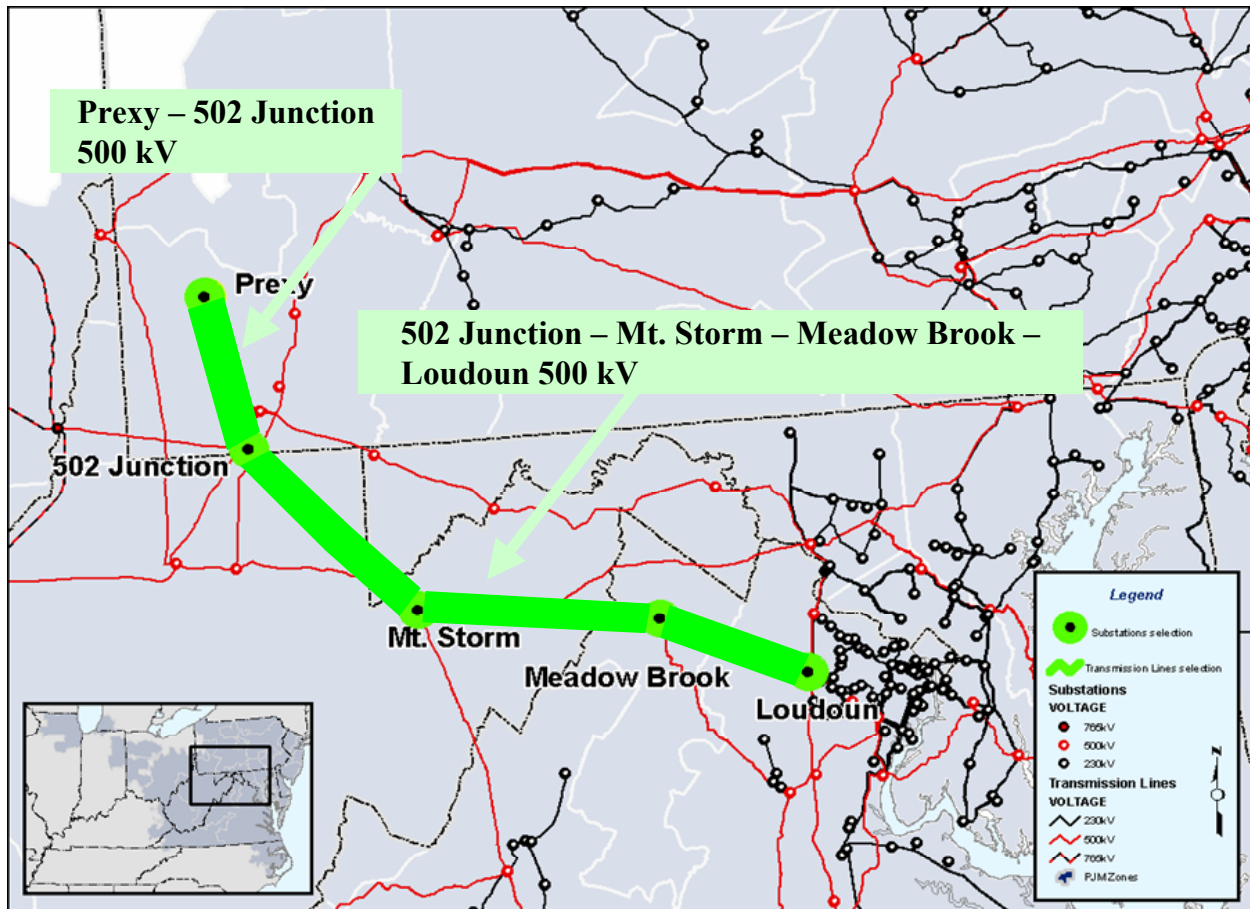 Prexy – 502 Junction
500 kV
Prexy
502 Junction – Mt. Storm – Meadow Brook –
Loudoun 500 kV
502 Junction
Mt. Storm
Meadow Brook
Loudoun
Legend
Substations selection
Transmission Lines selection
Substations
VOLTAGE
765kV
500kV
230kV
Transmission Lines
VOLTAGE
230kV
500kV
765kV
PJM Zones
N